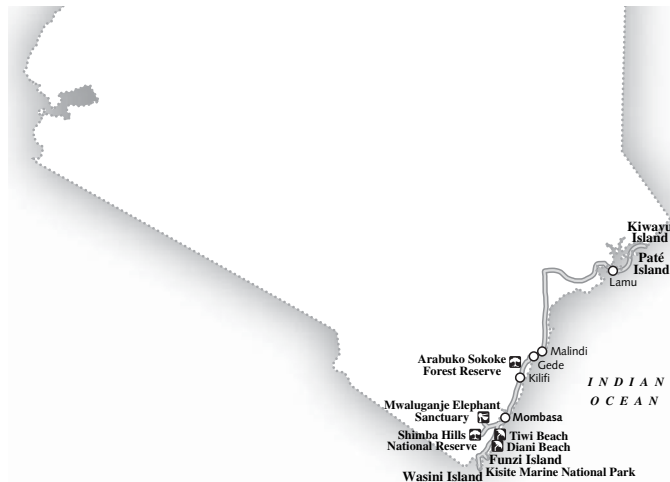 Kiwayu
Island
Paté
Island
Lamu
Malindi
Gede
Arabuko Sokoke
Forest Reserve
Kilifi
INDIAN
OCEAN
Mwaluganje Elephant
Sanctuary
Mombasa
Shimba Hills
National Reserve
Tiwi Beach
Diani Beach
Funzi Island
Kisite Marine National Park
Wasini Island